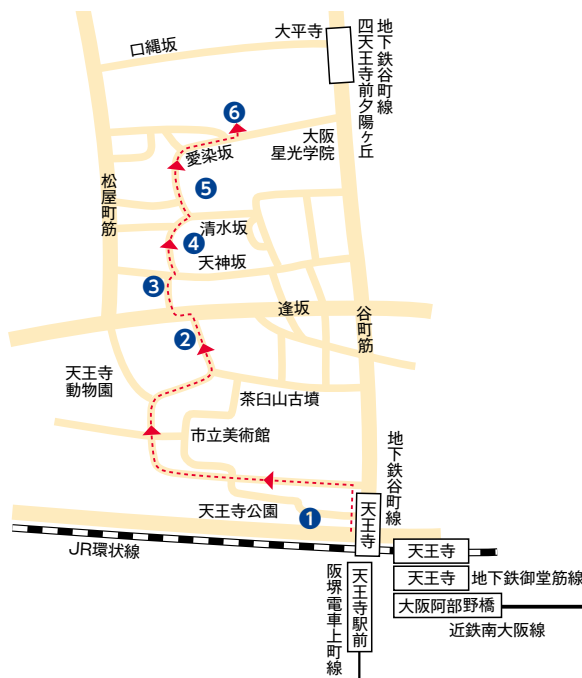 大平寺
口縄坂
地下鉄谷町線
四天王寺前夕陽ヶ丘
6
愛染坂
大阪
星光学院
松屋町筋
5
清水坂
4
天神坂
3
逢坂
谷町筋
2
天王寺
動物園
茶臼山古墳
市立美術館
地下鉄谷町線
天王寺公園
1
天王寺
JR環状線
天王寺
天王寺
地下鉄御堂筋線
大阪阿部野橋
近鉄南大阪線
天王寺駅前
阪堺電車上町線